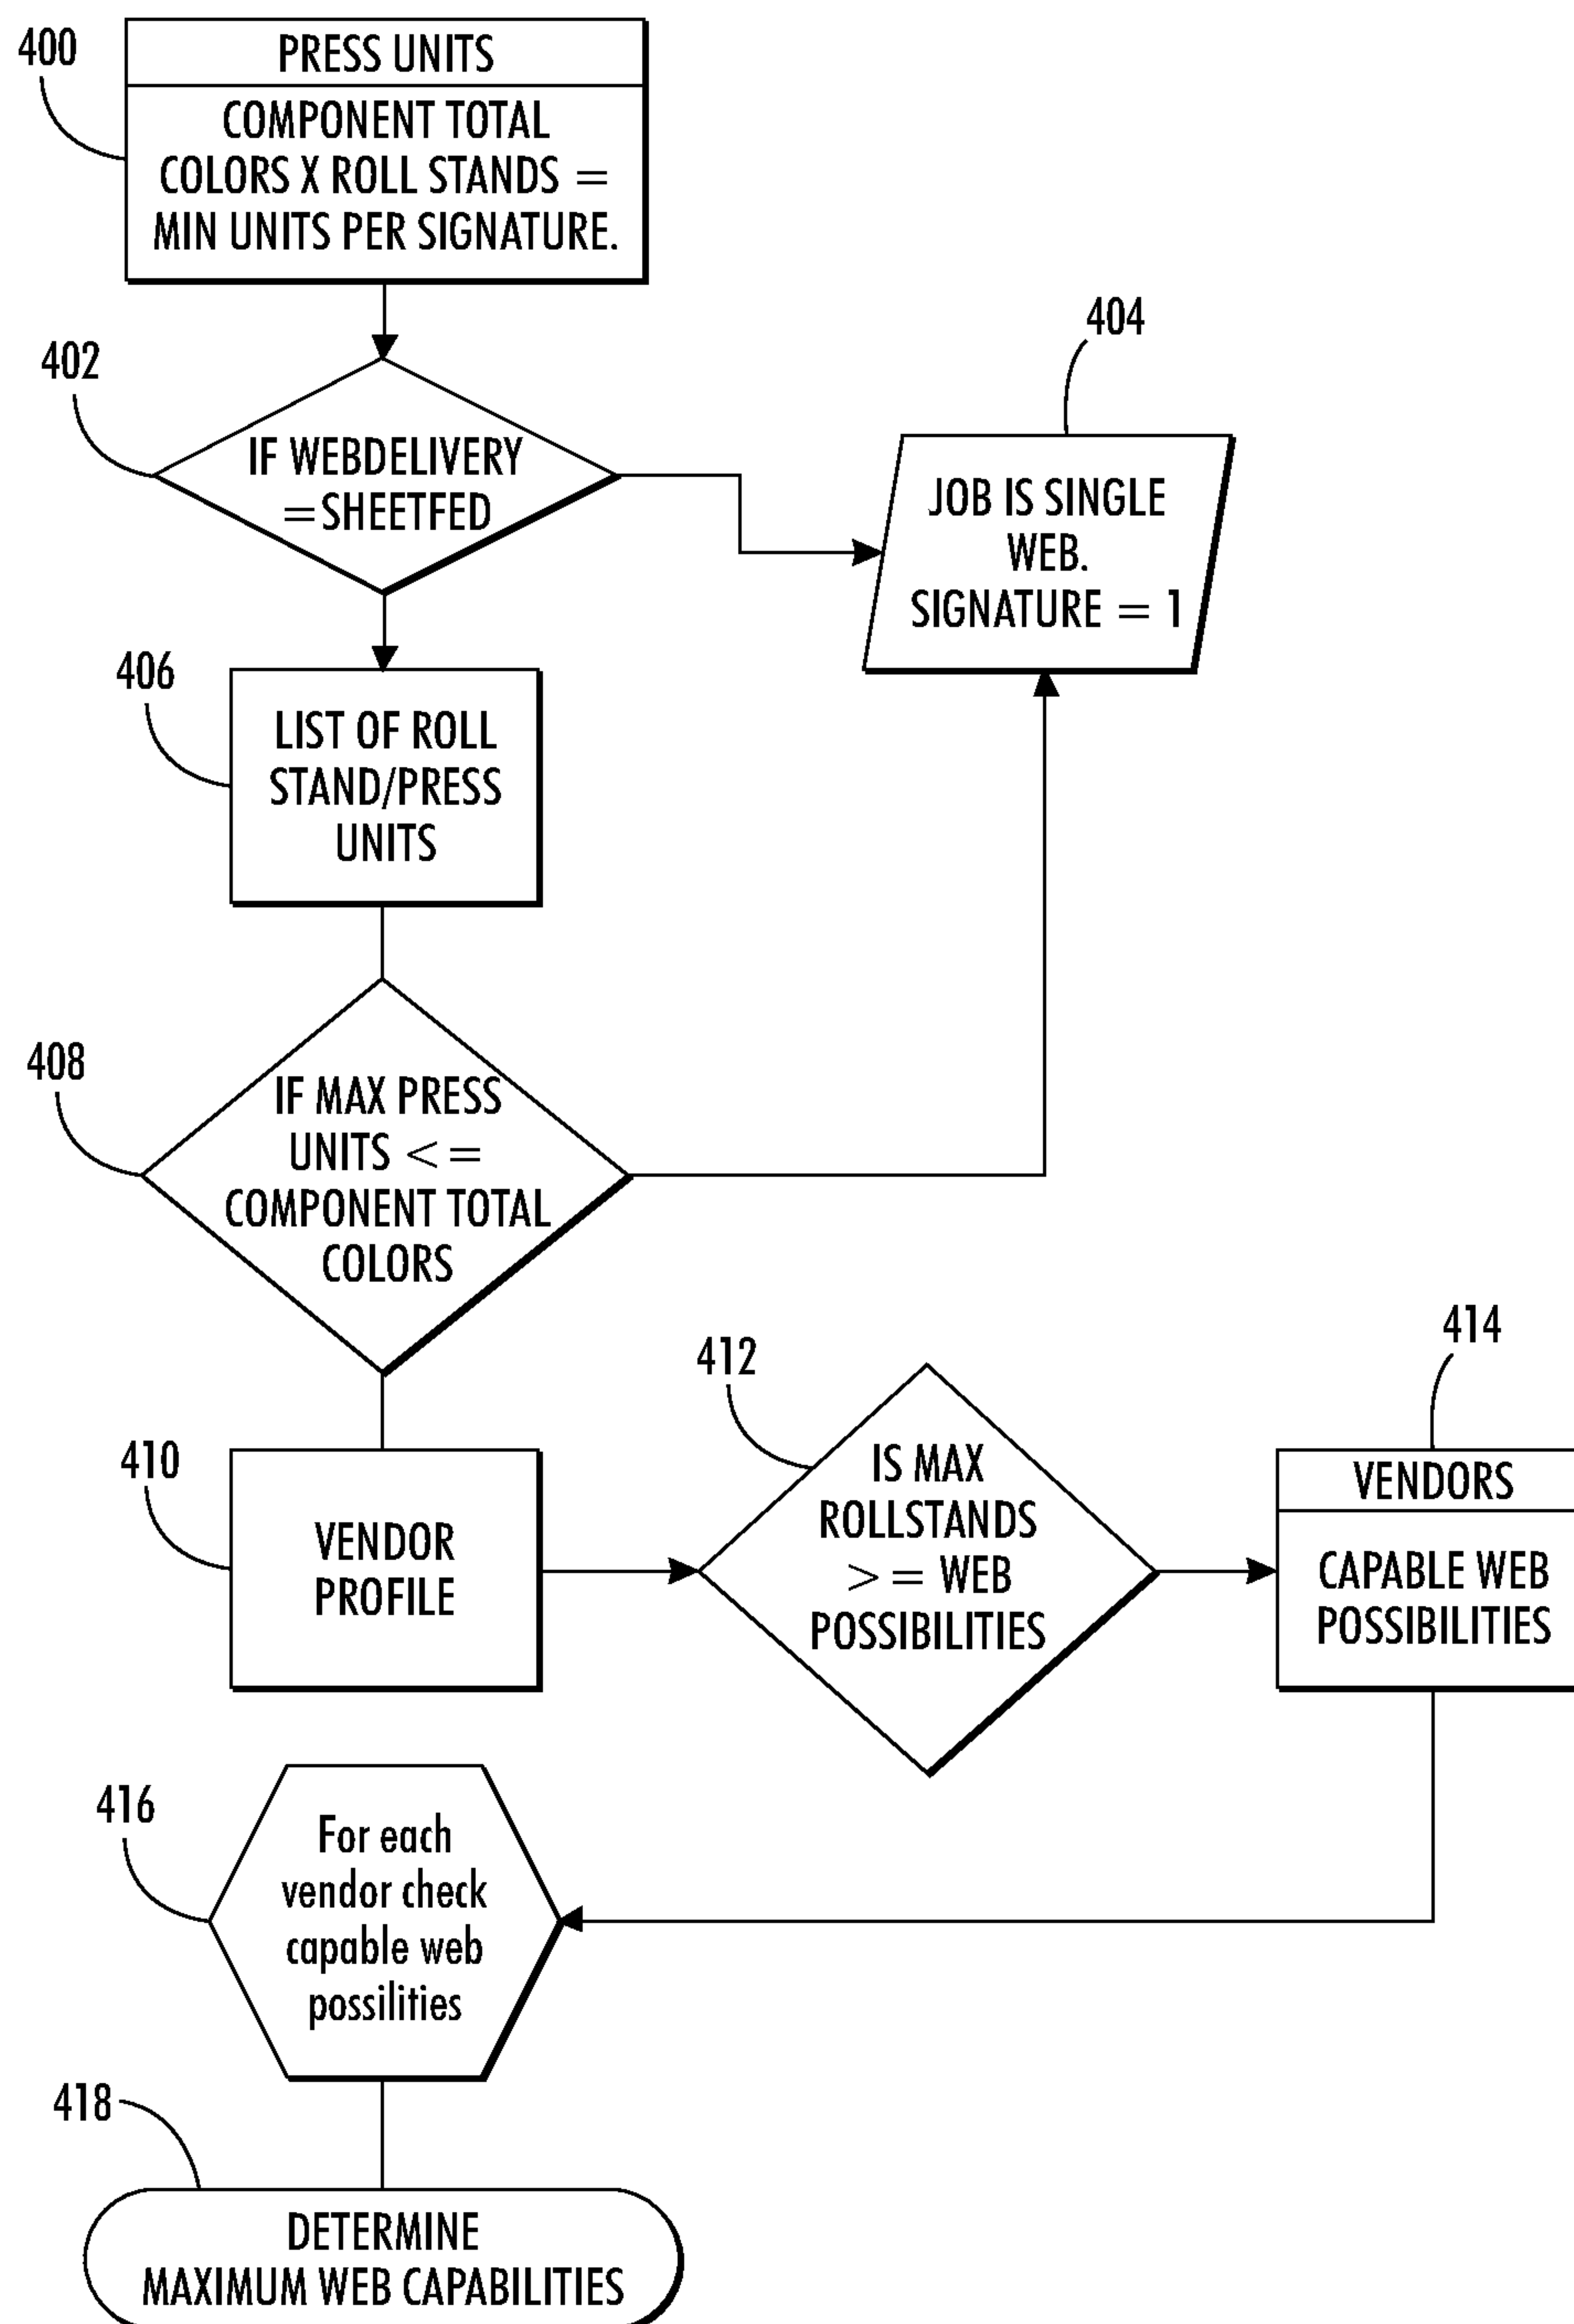 400
PRESS UNITS
COMPONENT TOTAL
COLORS X ROLL STANDS =
MIN UNITS PER SIGNATURE.
402
IF WEBDELIVERY
=SHEETFED
404
JOB IS SINGLE
WEB.
SIGNATURE = 1
406
LIST OF ROLL
STAND/PRESS
UNITS
408
IF MAX PRESS
UNITS <=
COMPONENT TOTAL
COLORS
410
VENDOR
PROFILE
412
IS MAX
ROLLSTANDS
>= WEB
POSSIBILITIES
414
VENDORS
CAPABLE WEB
POSSIBILITIES
416
For each
vendor check
capable web
possilities
418
DETERMINE
MAXIMUM WEB CAPABILITIES